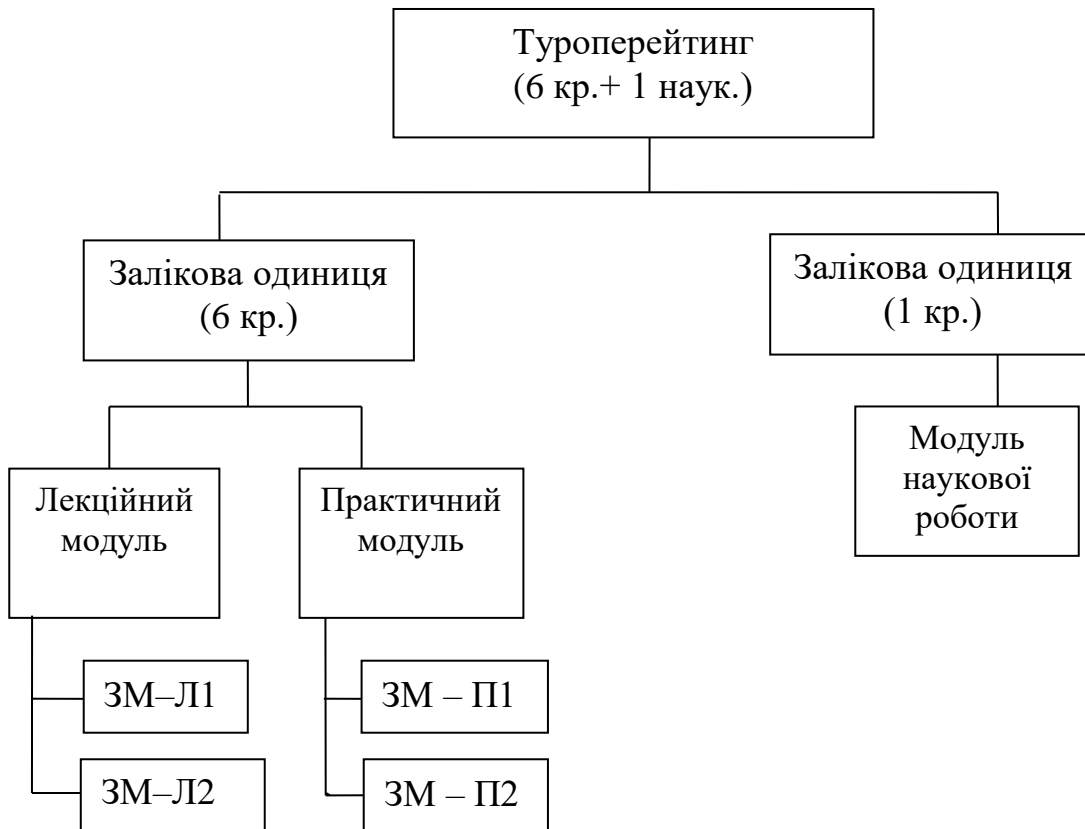 Туроперейтинг
(6 кр.+ 1 наук.)
Залікова одиниця
(6 кр.)
Залікова одиниця
(1 кр.)
Лекційний
модуль
Практичний
модуль
Модуль
наукової
роботи
ЗМ–Л1
ЗМ – П1
ЗМ–Л2
ЗМ – П2